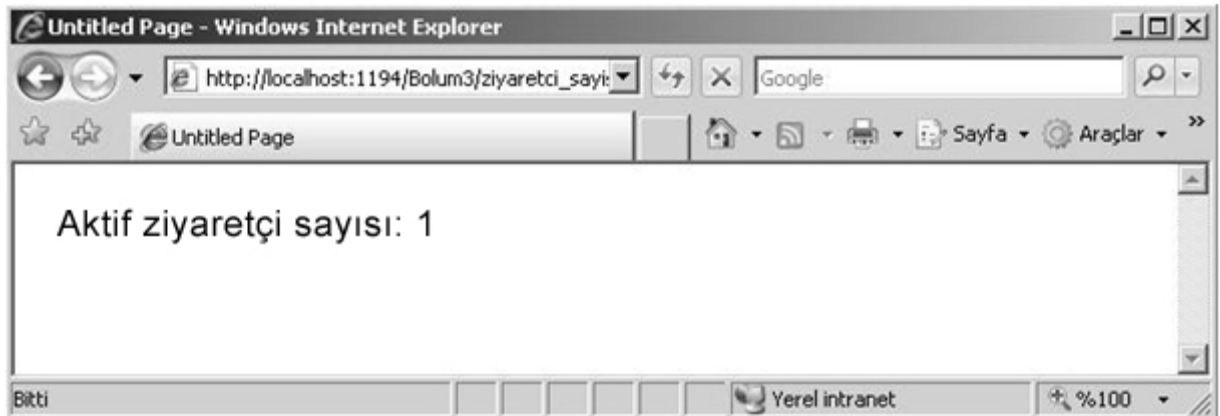 Untitled Page - Windows Internet Explorer
http://localhost:1194/Bolum3/ziyaretci_sayi
Google
Untitled Page
Sayfa
Araçlar
Aktif ziyaretçi sayısı: 1
Bitti
Yerel intranet
%100